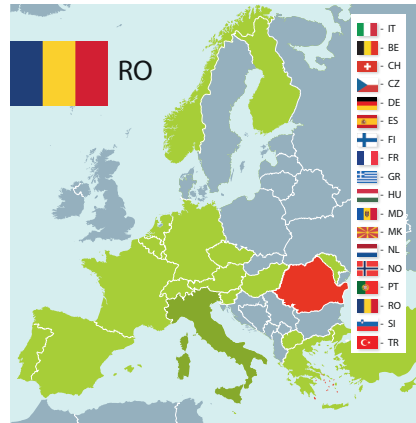 RO
- IT
- BE
- CH
- CZ
- DE
- ES
- FI
- FR
- GR
- HU
- MD
- MK
- NL
- NO
- PT
- RO
- SI
- TR